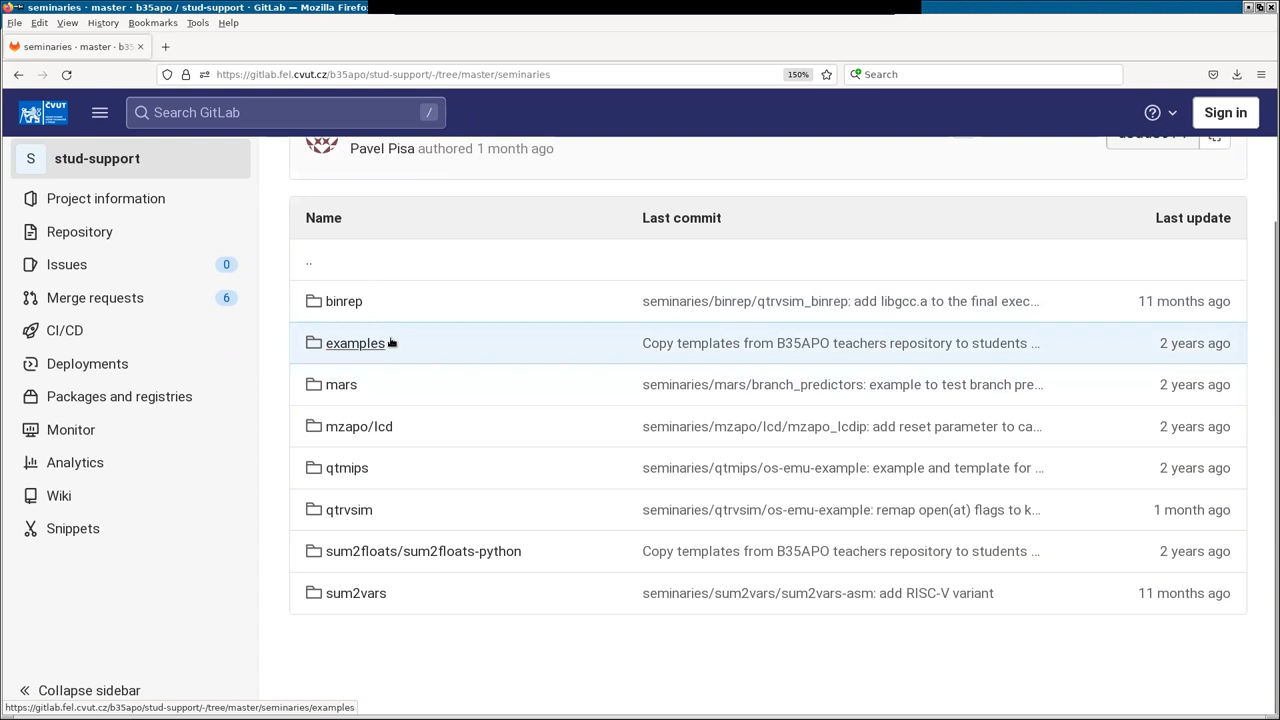 seminaries · master · b35apo / stud-support · GitLab — Mozilla Firefo
File Edit View History Bookmarks Tools Help
seminaries · master · b35
https://gitlab.fel.cvut.cz/b35apo/stud-support/-/tree/master/seminaries 150% Search
ČVUT Search GitLab / Sign in
S stud-support
Pavel Pisa authored 1 month ago
Project information
Repository
Issues 0
Merge requests 6
CI/CD
Deployments
Packages and registries
Monitor
Analytics
Wiki
Snippets
Collapse sidebar
Name Last commit Last update
..
binrep seminaries/binrep/qtrvsim_binrep: add libgcc.a to the final exec... 11 months ago
examples Copy templates from B35APO teachers repository to students ... 2 years ago
mars seminaries/mars/branch_predictors: example to test branch pre... 2 years ago
mzapo/lcd seminaries/mzapo/lcd/mzapo_lcdip: add reset parameter to ca... 2 years ago
qtmips seminaries/qtmips/os-emu-example: example and template for ... 2 years ago
qtrvsim seminaries/qtrvsim/os-emu-example: remap open(at) flags to k... 1 month ago
sum2floats/sum2floats-python Copy templates from B35APO teachers repository to students ... 2 years ago
sum2vars seminaries/sum2vars/sum2vars-asm: add RISC-V variant 11 months ago
https://gitlab.fel.cvut.cz/b35apo/stud-support/-/tree/master/seminaries/examples